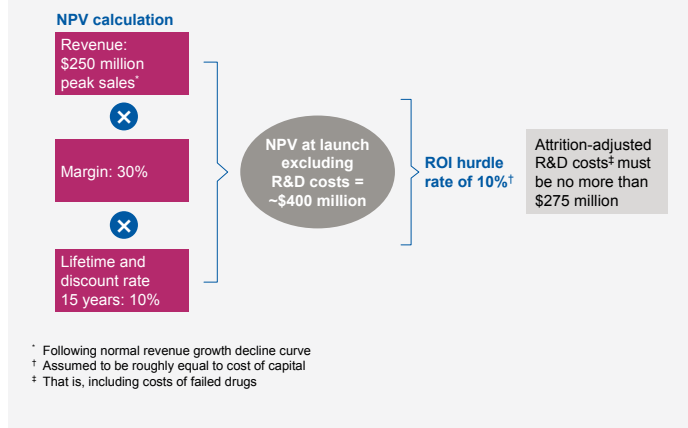 NPV calculation
Revenue:
$250 million
peak sales*
×
Margin: 30%
×
Lifetime and
discount rate
15 years: 10%
NPV at launch
excluding
R&D costs =
~$400 million
ROI hurdle
rate of 10%†
Attrition-adjusted
R&D costs‡ must
be no more than
$275 million
* Following normal revenue growth decline curve
† Assumed to be roughly equal to cost of capital
‡ That is, including costs of failed drugs